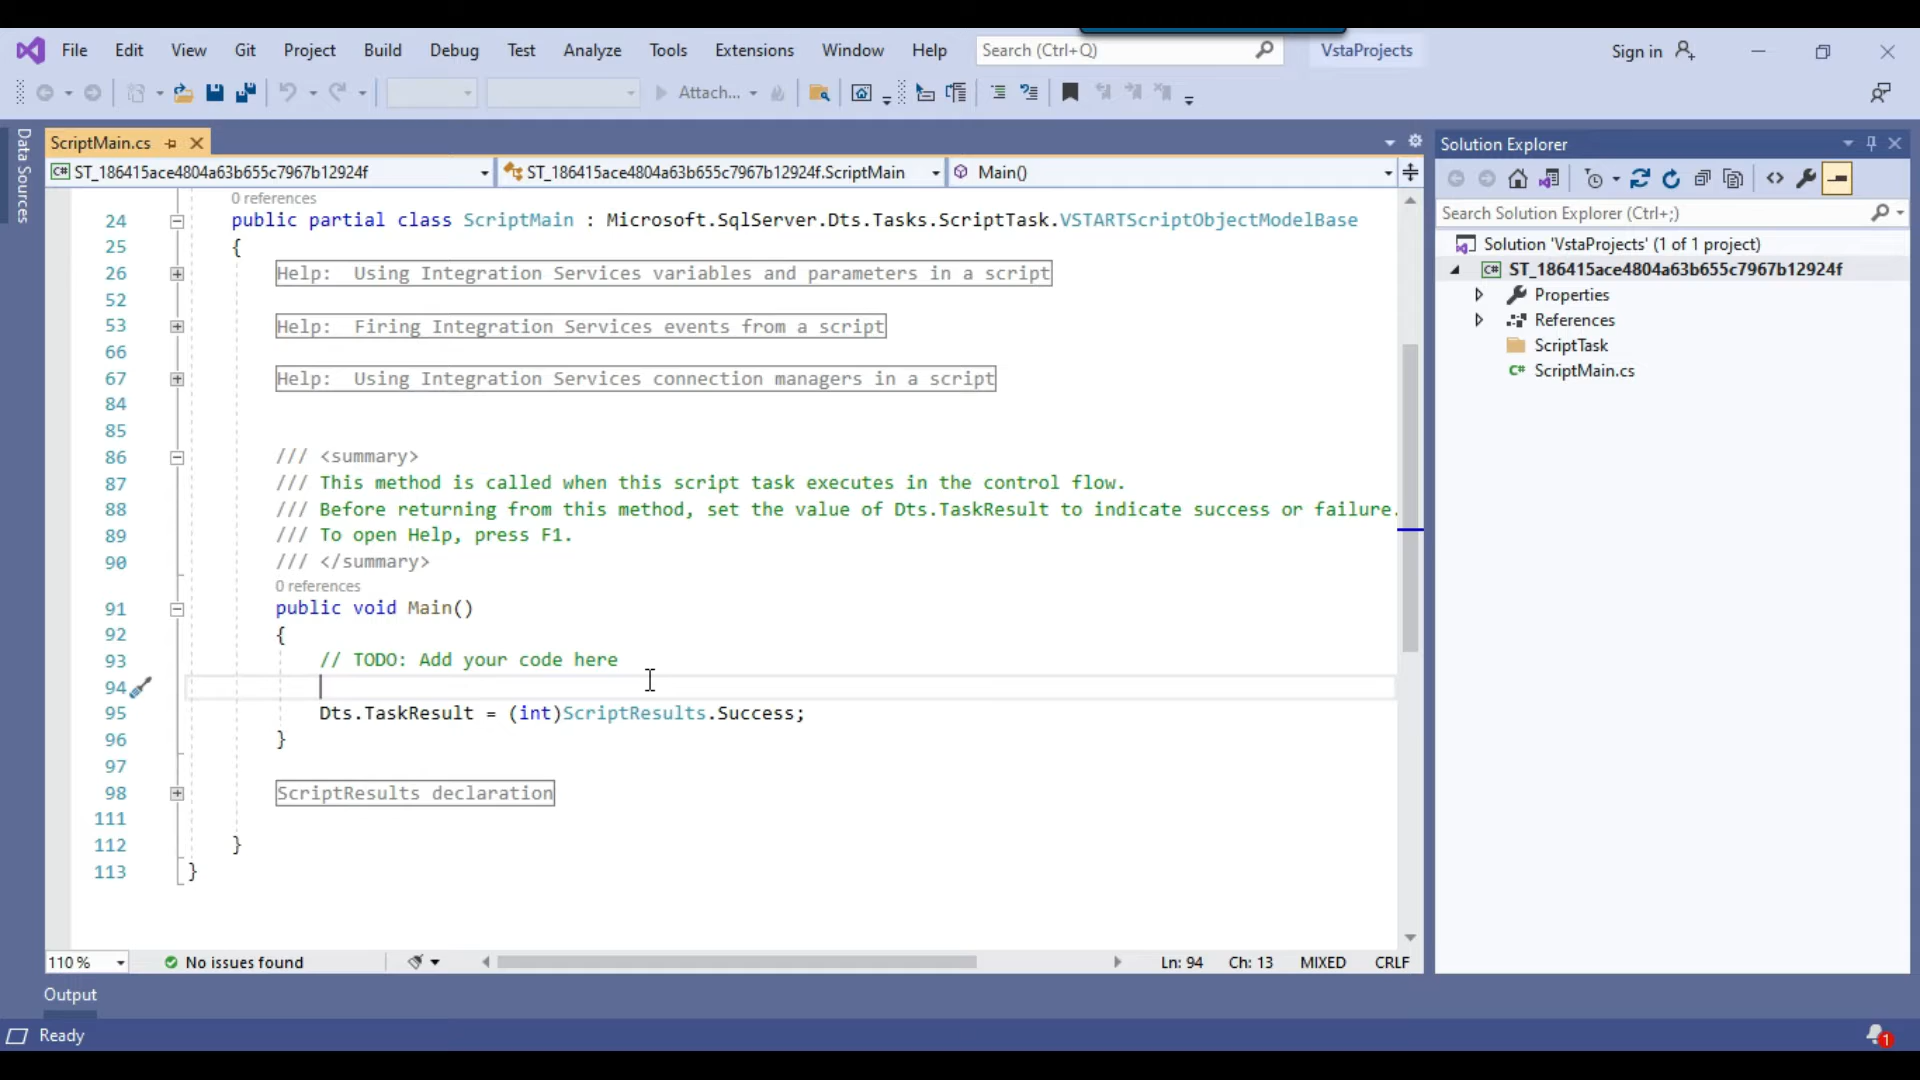 File Edit View Git Project Build Debug Test Analyze Tools Extensions Window Help Search (Ctrl+Q) VstaProjects Sign in
Attach...
Data Sources
ScriptMain.cs
ST_186415ace4804a63b655c7967b12924f ST_186415ace4804a63b655c7967b12924f.ScriptMain Main()
0 references
24 public partial class ScriptMain : Microsoft.SqlServer.Dts.Tasks.ScriptTask.VSTARTScriptObjectModelBase
25 {
26 Help:  Using Integration Services variables and parameters in a script
52
53 Help:  Firing Integration Services events from a script
66
67 Help:  Using Integration Services connection managers in a script
84
85
86 /// <summary>
87 /// This method is called when this script task executes in the control flow.
88 /// Before returning from this method, set the value of Dts.TaskResult to indicate success or failure.
89 /// To open Help, press F1.
90 /// </summary>
0 references
91 public void Main()
92 {
93 // TODO: Add your code here
94
95 Dts.TaskResult = (int)ScriptResults.Success;
96 }
97
98 ScriptResults declaration
111
112 }
113 }
110 % No issues found Ln: 94 Ch: 13 MIXED CRLF
Output
Ready
1
Solution Explorer
Search Solution Explorer (Ctrl+;)
Solution 'VstaProjects' (1 of 1 project)
C# ST_186415ace4804a63b655c7967b12924f
Properties
References
ScriptTask
C# ScriptMain.cs